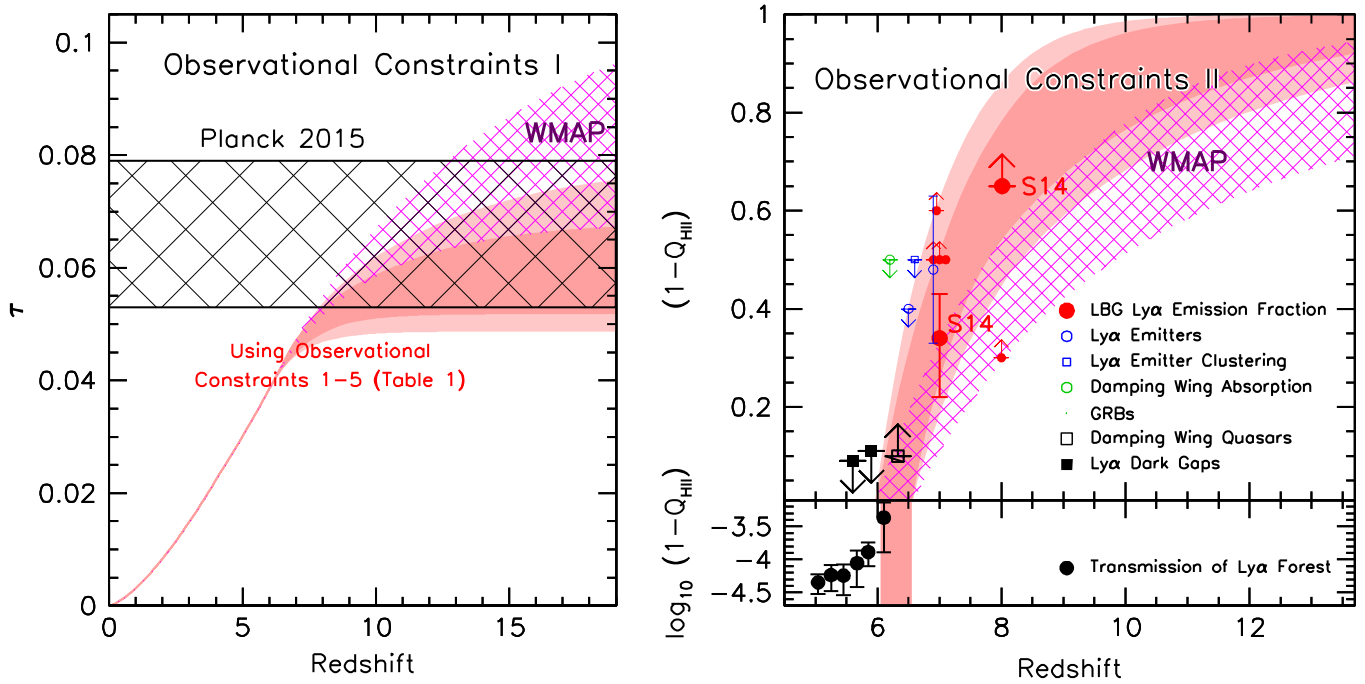 Observational Constraints I
Planck 2015
WMAP
Using Observational
Constraints 1−5 (Table 1)
0.1
0.08
0.06
0.04
0.02
0
τ
0
5
10
15
Redshift
Observational Constraints II
WMAP
S14
S14
LBG Lyα Emission Fraction
Lyα Emitters
Lyα Emitter Clustering
Damping Wing Absorption
GRBs
Damping Wing Quasars
Lyα Dark Gaps
Transmission of Lyα Forest
1
0.8
0.6
0.4
0.2
(1−Q_HII)
−3.5
−4
−4.5
log₁₀ (1−Q_HII)
6
8
10
12
Redshift